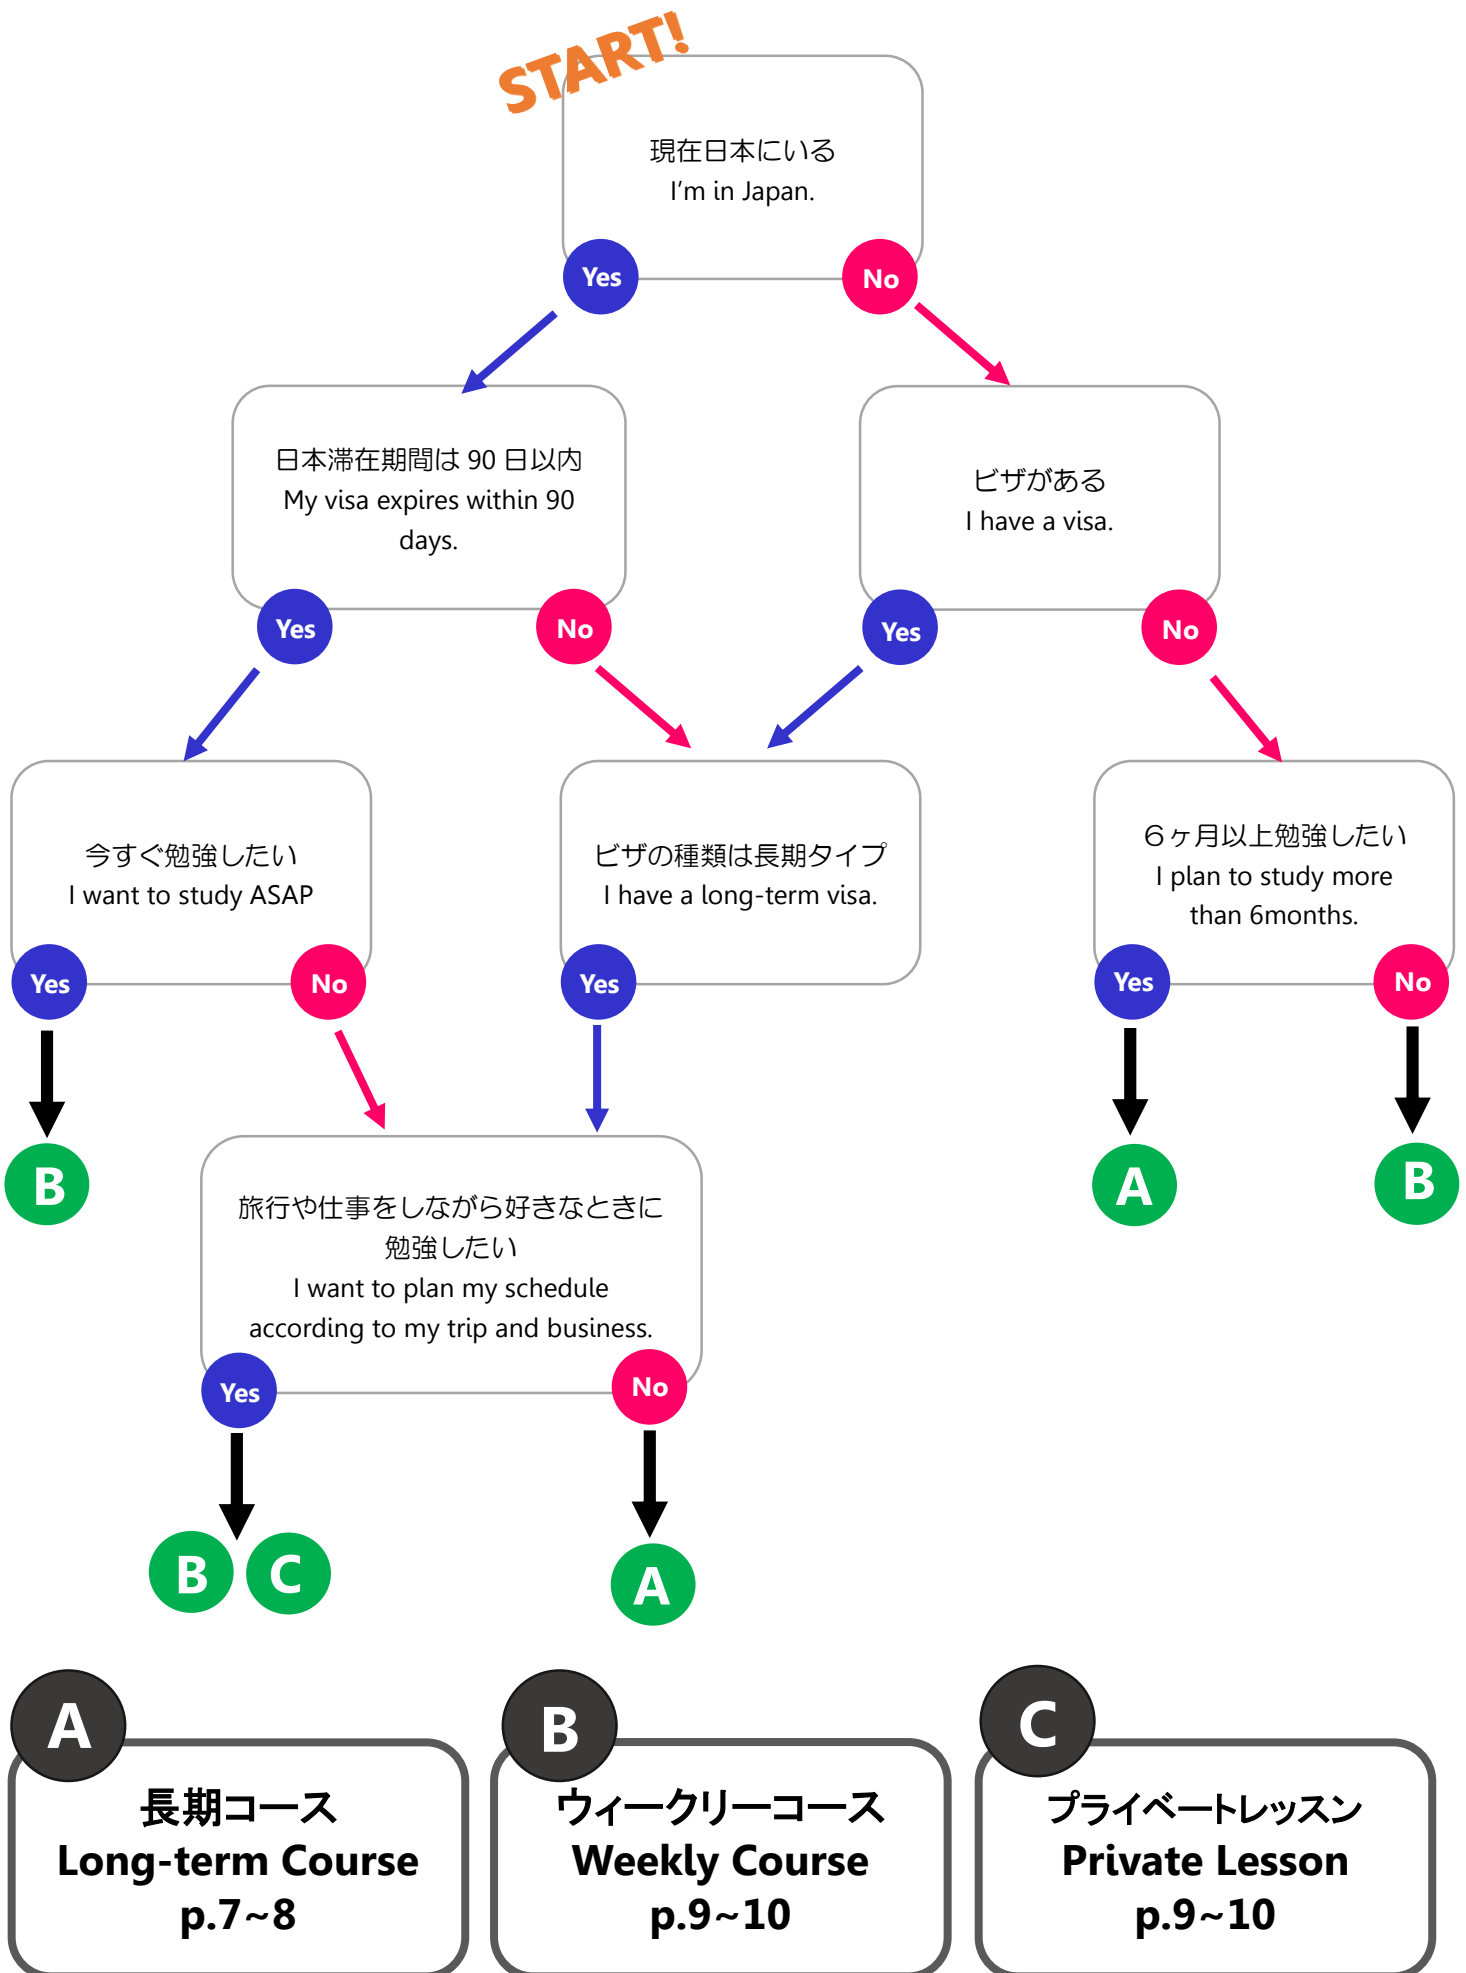 START!
現在日本にいる
I'm in Japan.
Yes
No
日本滞在期間は 90 日以内
My visa expires within 90
days.
Yes
No
ビザがある
I have a visa.
Yes
No
今すぐ勉強したい
I want to study ASAP
Yes
No
ビザの種類は長期タイプ
I have a long-term visa.
Yes
６ヶ月以上勉強したい
I plan to study more
than 6months.
Yes
No
B
A
B
旅行や仕事をしながら好きなときに
勉強したい
I want to plan my schedule
according to my trip and business.
Yes
No
B
C
A
A
長期コース
Long-term Course
p.7~8
B
ウィークリーコース
Weekly Course
p.9~10
C
プライベートレッスン
Private Lesson
p.9~10